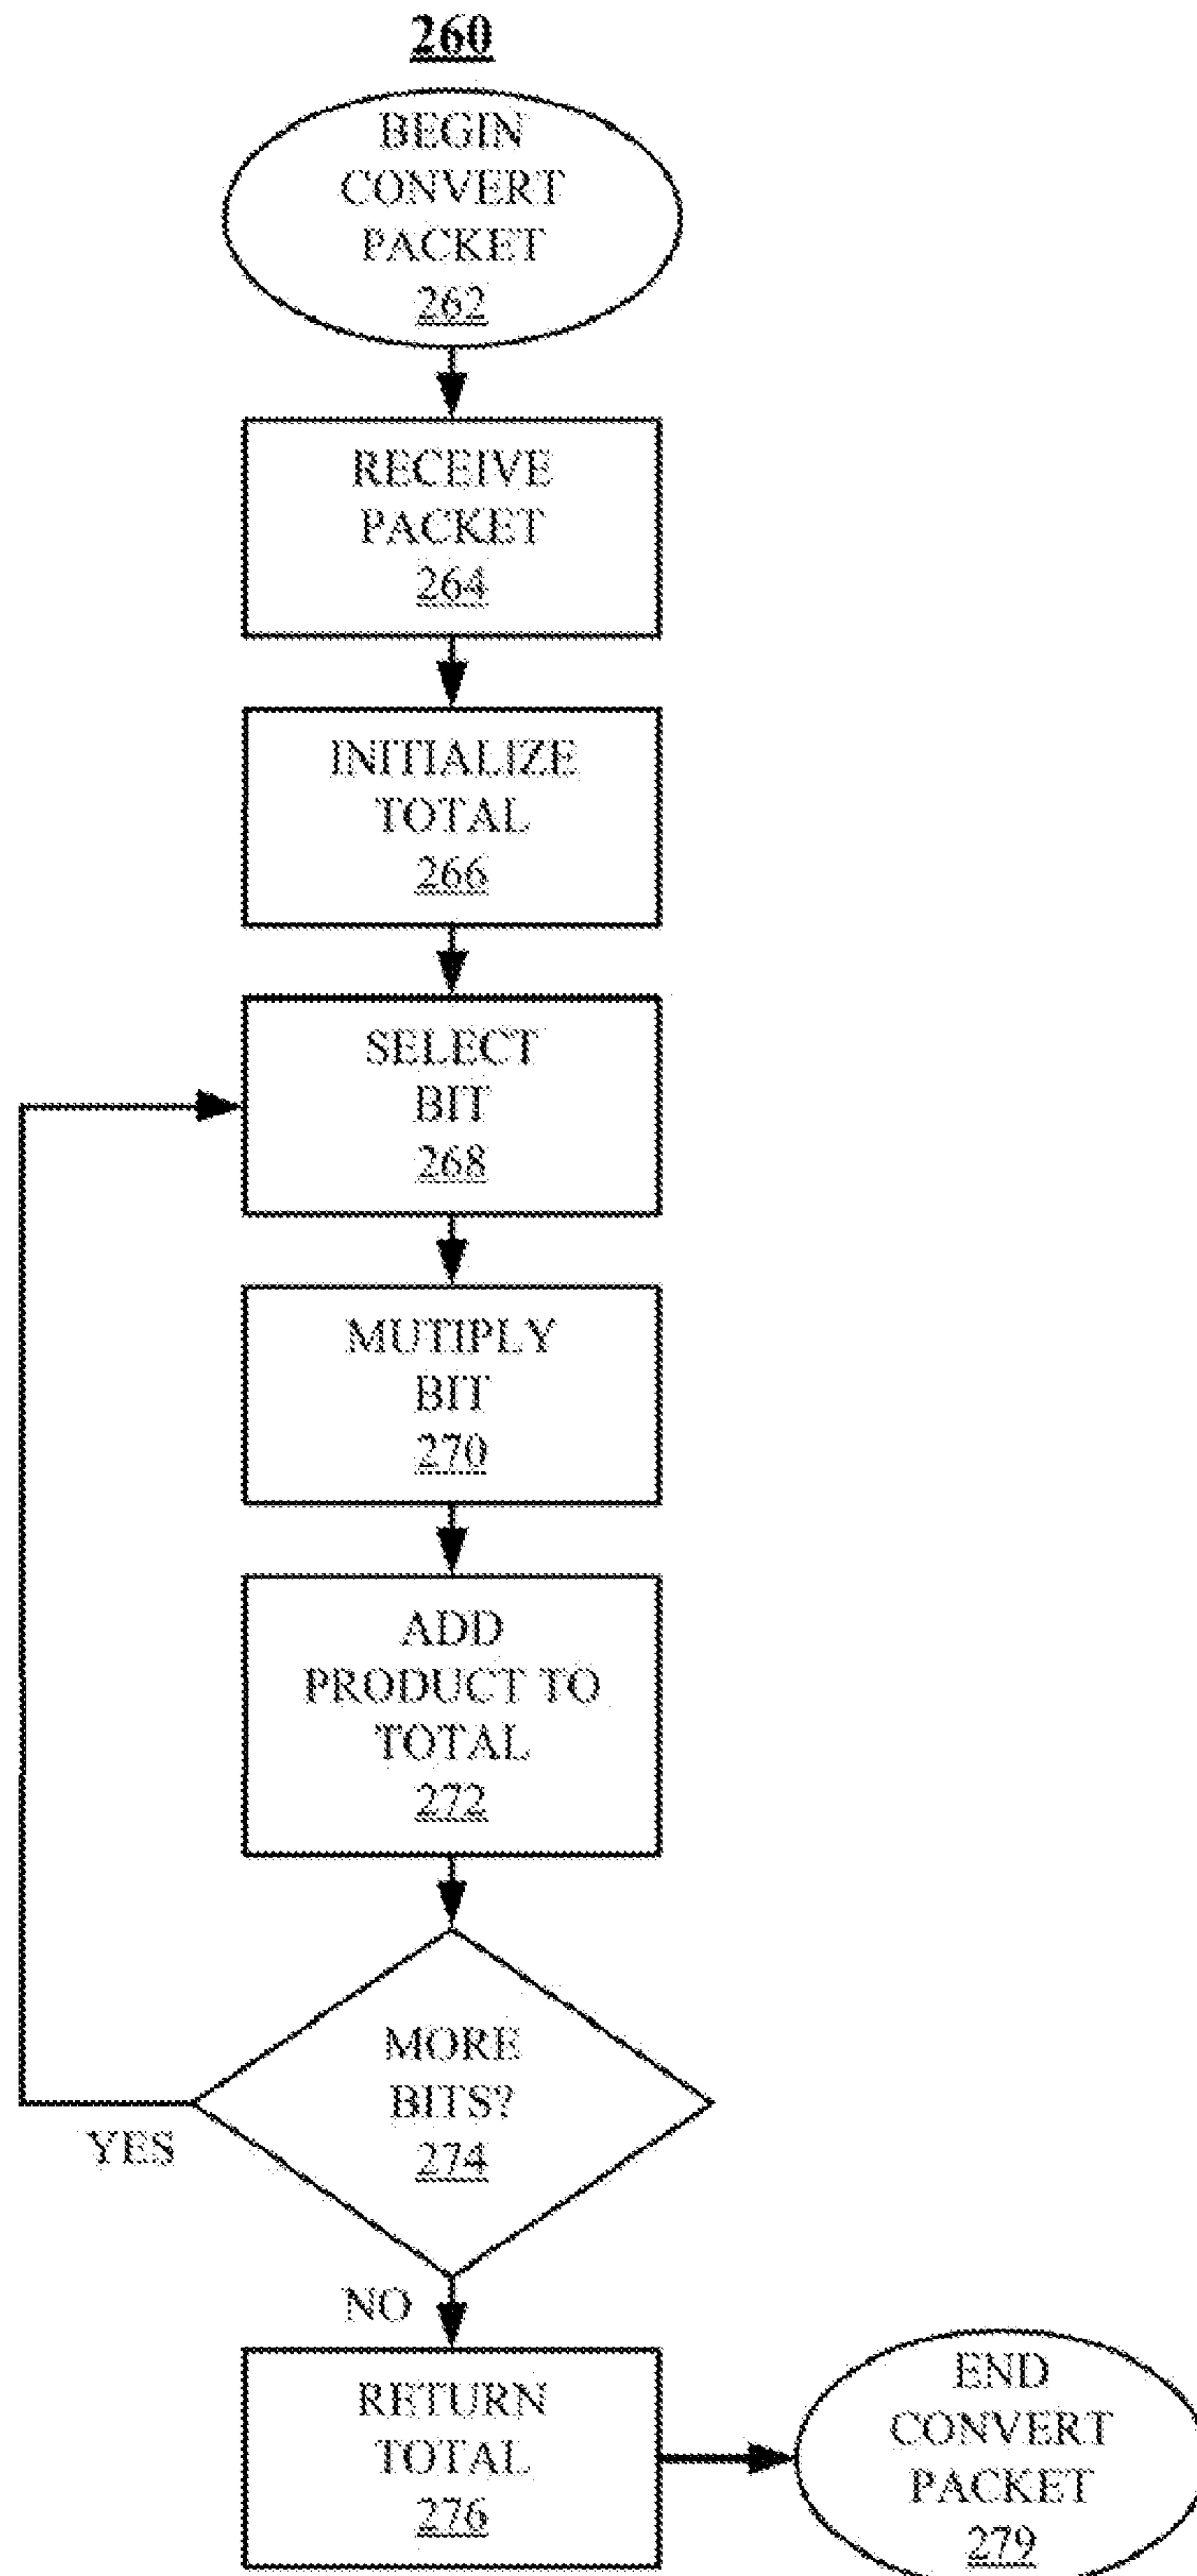 260
BEGIN
CONVERT
PACKET
262
RECEIVE
PACKET
264
INITIALIZE
TOTAL
266
SELECT
BIT
268
MUTIPLY
BIT
270
ADD
PRODUCT TO
TOTAL
272
MORE
BITS?
274
YES
NO
RETURN
TOTAL
276
END
CONVERT
PACKET
279